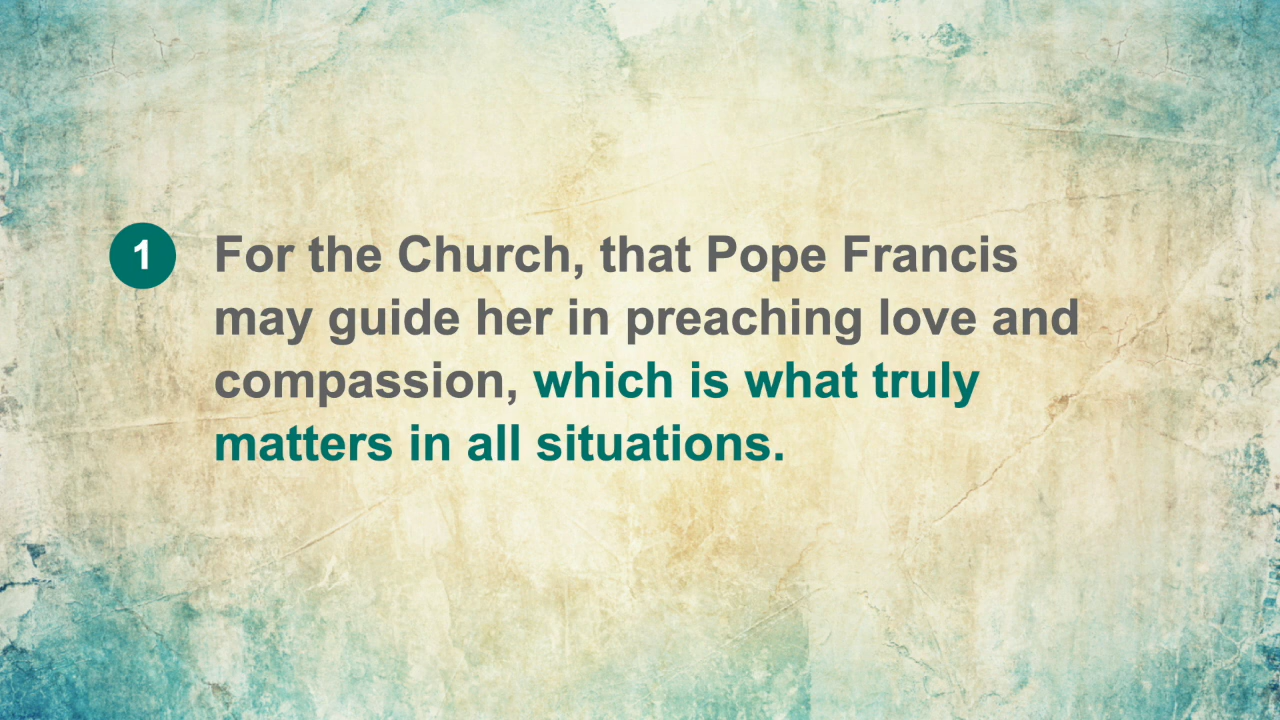 1 For the Church, that Pope Francis
may guide her in preaching love and
compassion, which is what truly
matters in all situations.